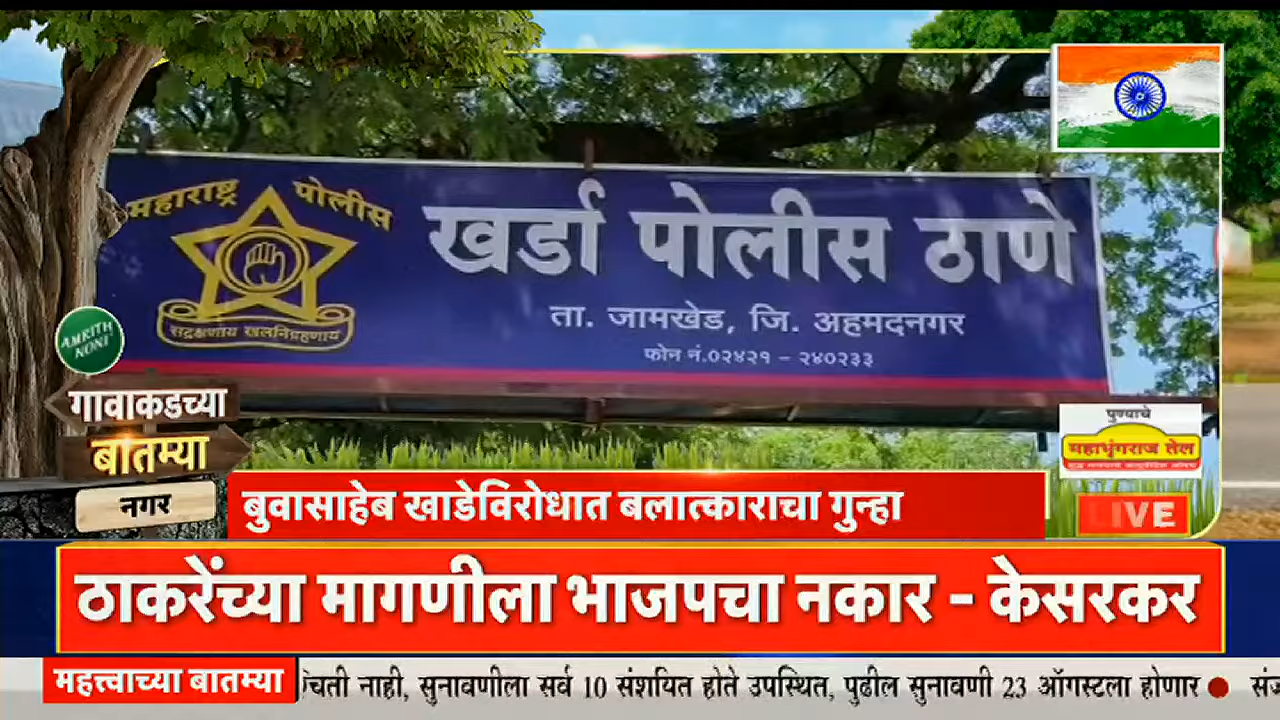 महाराष्ट्र पोलीस
खर्डा पोलीस ठाणे
सद्रक्षणाय खलनिग्रहणाय
ता. जामखेड, जि. अहमदनगर
फोन नं.०२४२१ – २४०२३३
AMRITH
NONI
गावाकडच्या
बातम्या
नगर
पुण्याचे
महाभृंगराज तेल
LIVE
बुवासाहेब खाडेविरोधात बलात्काराचा गुन्हा
ठाकरेंच्या मागणीला भाजपचा नकार - केसरकर
महत्त्वाच्या बातम्या
नाही, सुनावणीला सर्व 10 संशयित होते उपस्थित, पुढील सुनावणी 23 ऑगस्टला होणार